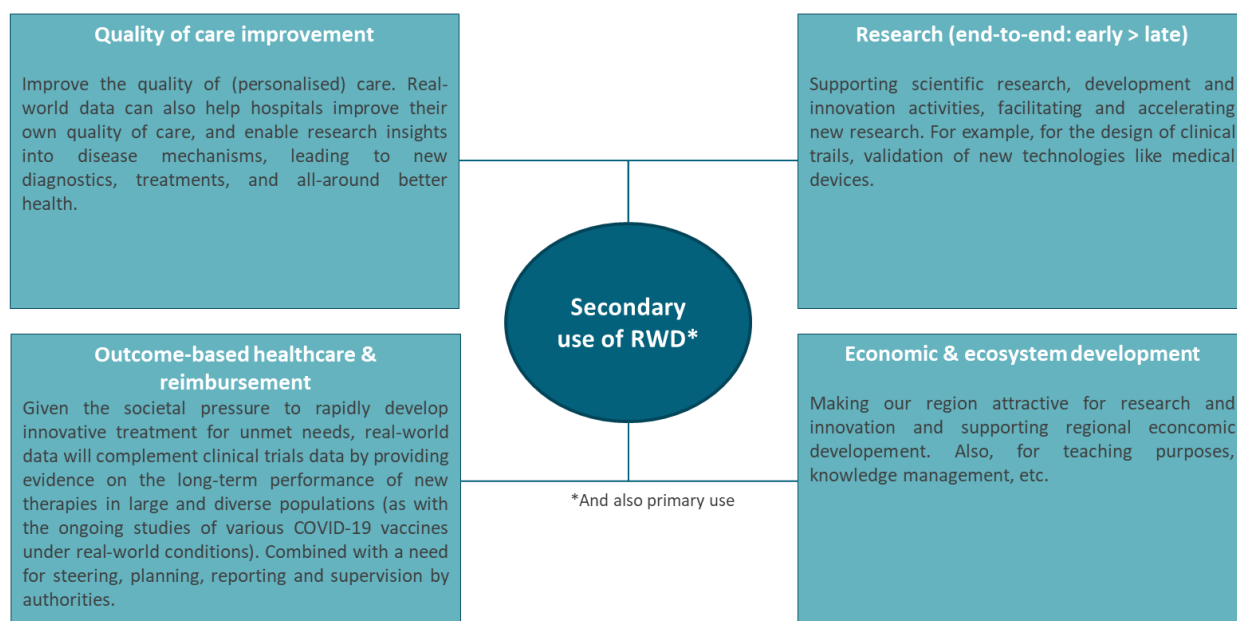 Quality of care improvement
Improve the quality of (personalised) care. Real-
world data can also help hospitals improve their
own quality of care, and enable research insights
into disease mechanisms, leading to new
diagnostics, treatments, and all-around better
health.
Research (end-to-end: early > late)
Supporting scientific research, development and
innovation activities, facilitating and accelerating
new research. For example, for the design of clinical
trails, validation of new technologies like medical
devices.
Secondary
use of RWD*
Outcome-based healthcare &
reimbursement
Given the societal pressure to rapidly develop
innovative treatment for unmet needs, real-world
data will complement clinical trials data by providing
evidence on the long-term performance of new
therapies in large and diverse populations (as with
the ongoing studies of various COVID-19 vaccines
under real-world conditions). Combined with a need
for steering, planning, reporting and supervision by
authorities.
Economic & ecosystem development
Making our region attractive for research and
innovation and supporting regional ecconomic
developement. Also, for teaching purposes,
knowledge management, etc.
*And also primary use